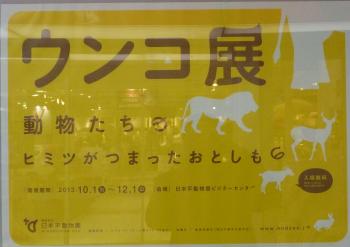 ウンコ展
動物たちの
ヒミツがつまったおとしもの
[開催期間] 2013.10.1㊋〜12.1㊐ [会場] 日本平動物園ビジターセンター
入場無料
日本平動物園